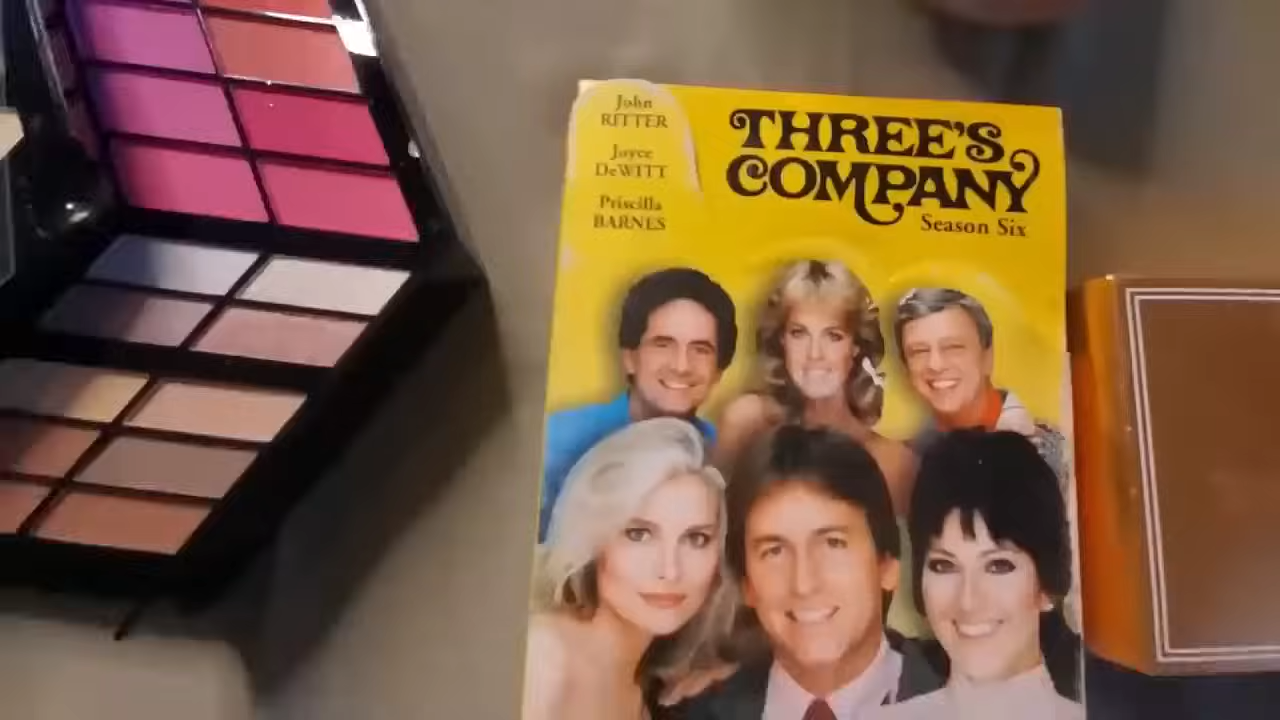 John
RITTER
Joyce
DeWITT
Priscilla
BARNES
THREE'S
COMPANY
Season Six